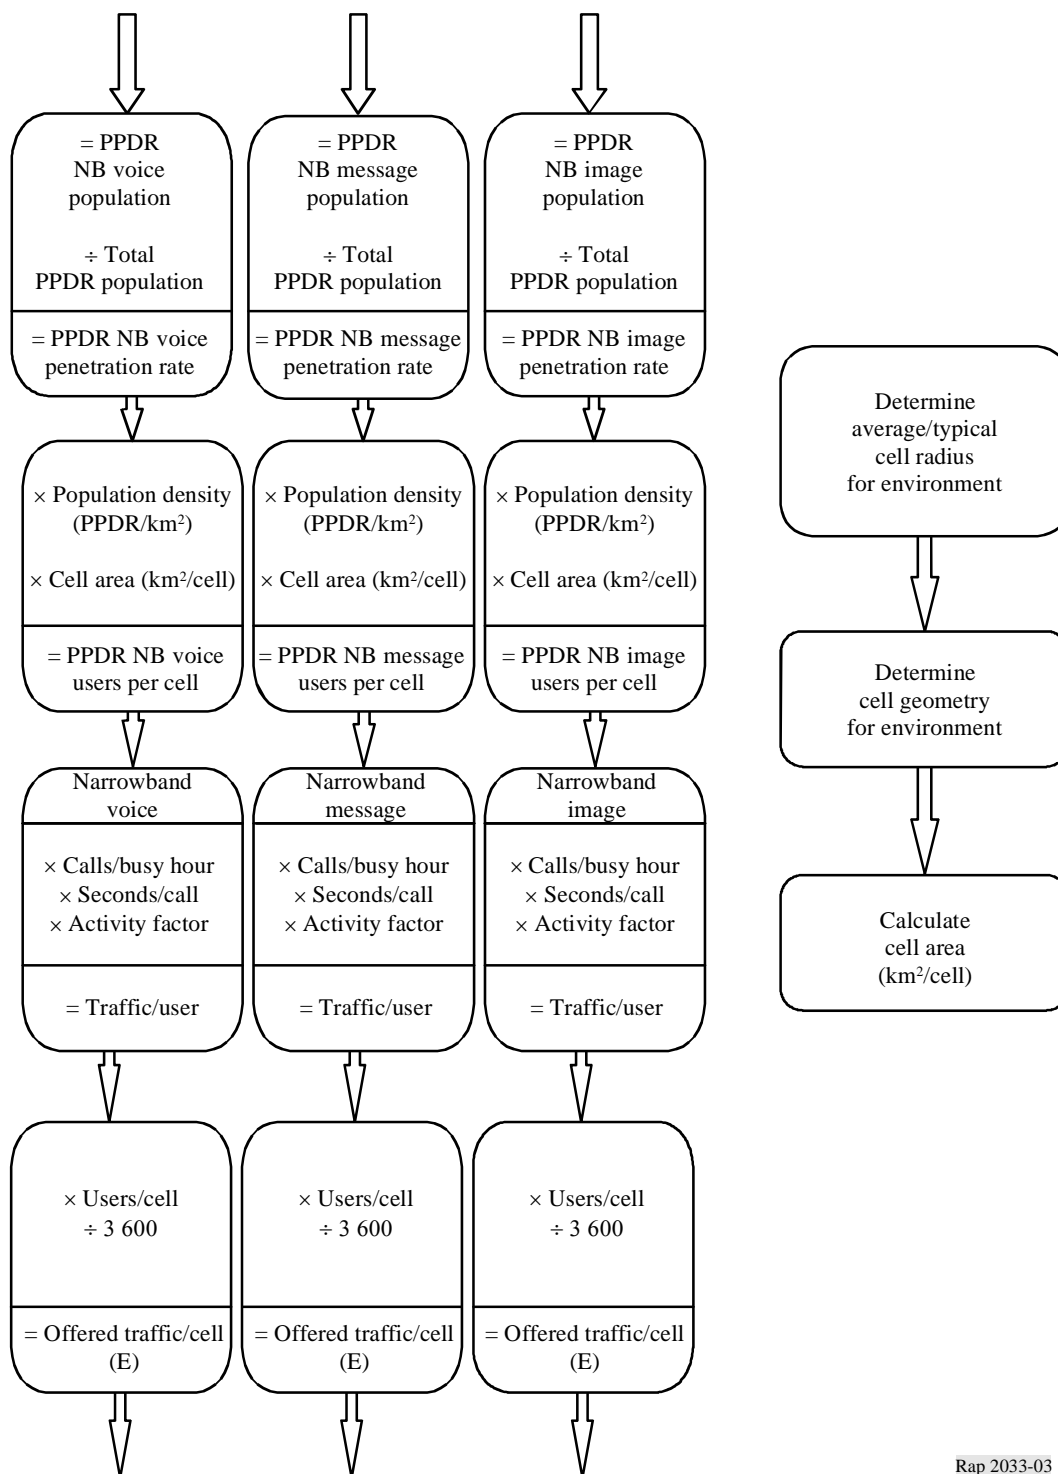 = PPDR
NB voice
population
÷ Total
PPDR population
= PPDR NB voice
penetration rate
× Population density
(PPDR/km²)
× Cell area (km²/cell)
= PPDR NB voice
users per cell
Narrowband
voice
× Calls/busy hour
× Seconds/call
× Activity factor
= Traffic/user
× Users/cell
÷ 3 600
= Offered traffic/cell
(E)
= PPDR
NB message
population
÷ Total
PPDR population
= PPDR NB message
penetration rate
× Population density
(PPDR/km²)
× Cell area (km²/cell)
= PPDR NB message
users per cell
Narrowband
message
× Calls/busy hour
× Seconds/call
× Activity factor
= Traffic/user
× Users/cell
÷ 3 600
= Offered traffic/cell
(E)
= PPDR
NB image
population
÷ Total
PPDR population
= PPDR NB image
penetration rate
× Population density
(PPDR/km²)
× Cell area (km²/cell)
= PPDR NB image
users per cell
Narrowband
image
× Calls/busy hour
× Seconds/call
× Activity factor
= Traffic/user
× Users/cell
÷ 3 600
= Offered traffic/cell
(E)
Determine
average/typical
cell radius
for environment
Determine
cell geometry
for environment
Calculate
cell area
(km²/cell)
Rap 2033-03